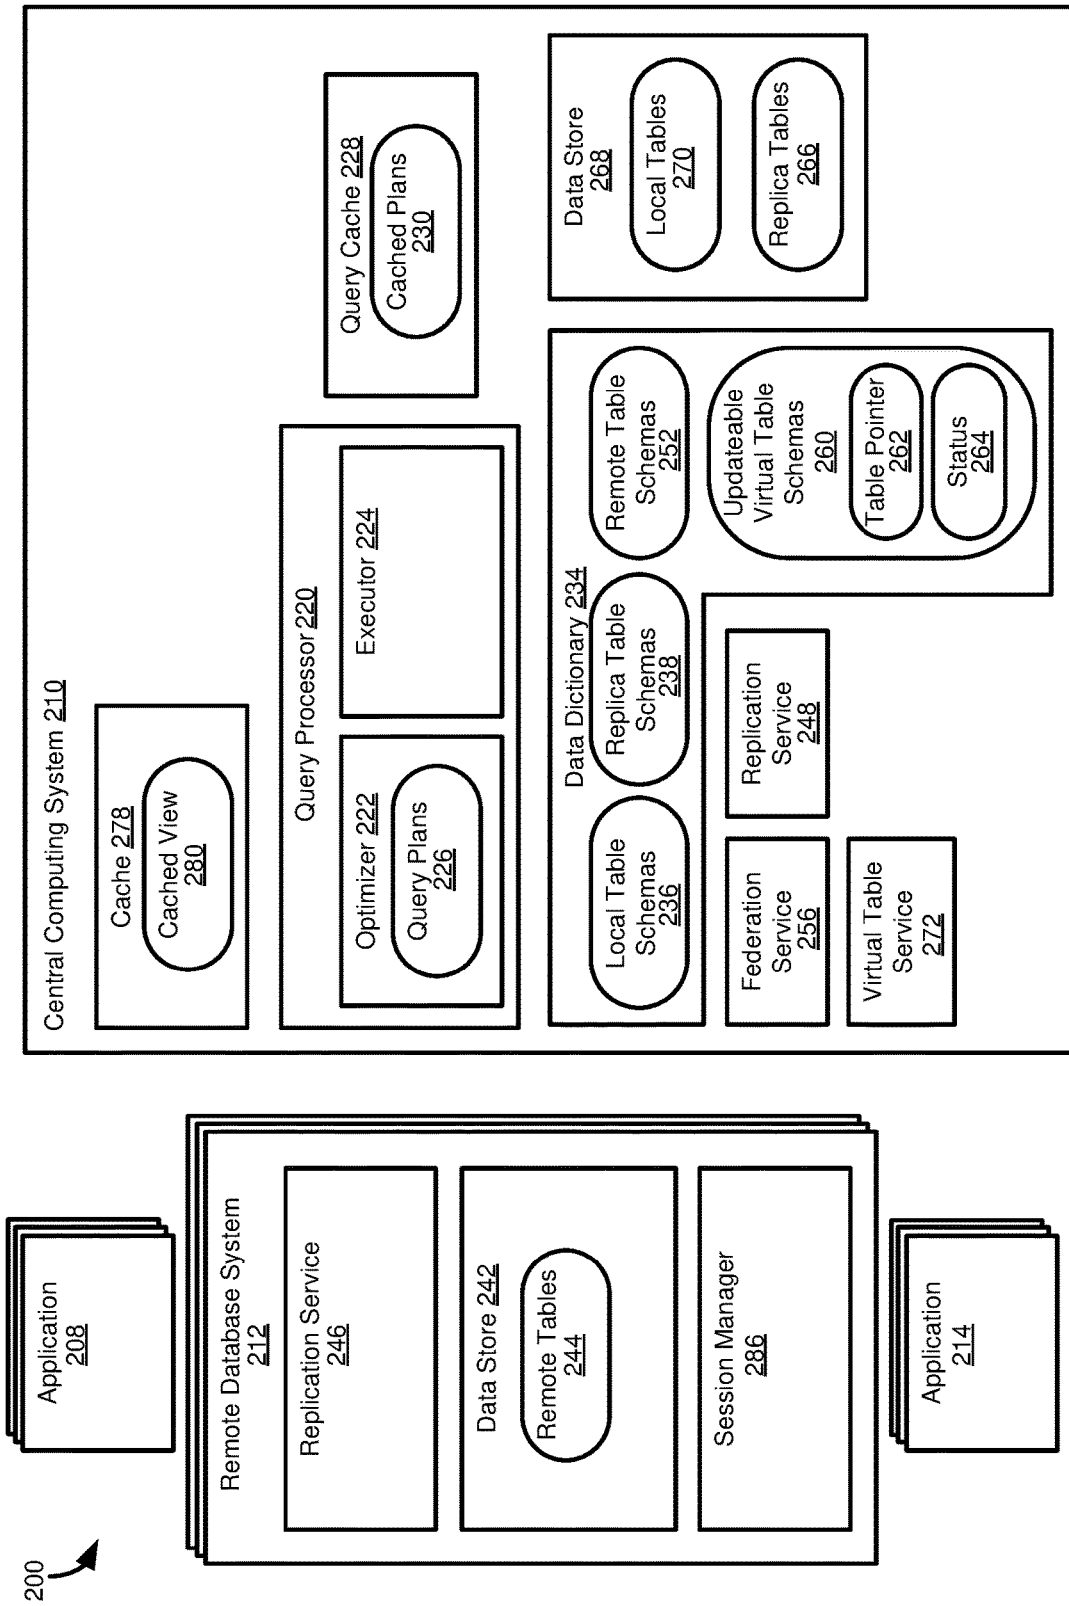 200
Application
208
Remote Database System
212
Replication Service
246
Data Store 242
Remote Tables
244
Session Manager
286
Application
214
Central Computing System 210
Cache 278
Cached View
280
Query Processor 220
Optimizer 222
Query Plans
226
Executor 224
Query Cache 228
Cached Plans
230
Data Dictionary 234
Local Table
Schemas
236
Replica Table
Schemas
238
Remote Table
Schemas
252
Updateable
Virtual Table
Schemas
260
Table Pointer
262
Status
264
Federation
Service
256
Replication
Service
248
Virtual Table
Service
272
Data Store
268
Local Tables
270
Replica Tables
266